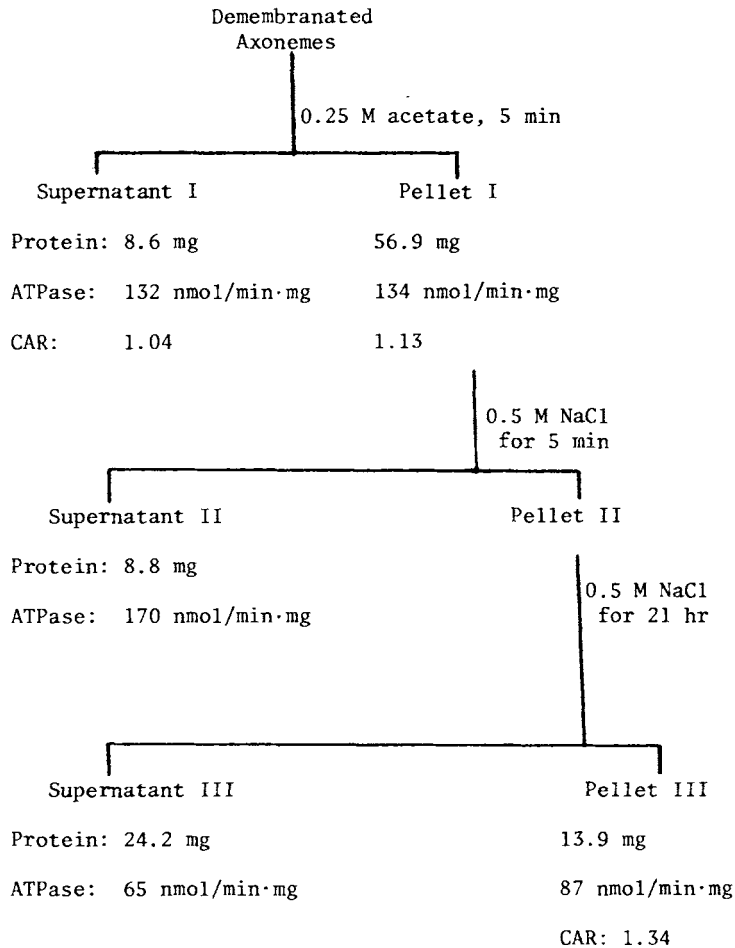 Demembranated
Axonemes
0.25 M acetate, 5 min
Supernatant I Pellet I
Protein: 8.6 mg 56.9 mg
ATPase: 132 nmol/min·mg 134 nmol/min·mg
CAR: 1.04 1.13
0.5 M NaCl
for 5 min
Supernatant II Pellet II
Protein: 8.8 mg
ATPase: 170 nmol/min·mg
0.5 M NaCl
for 21 hr
Supernatant III Pellet III
Protein: 24.2 mg 13.9 mg
ATPase: 65 nmol/min·mg 87 nmol/min·mg
CAR: 1.34